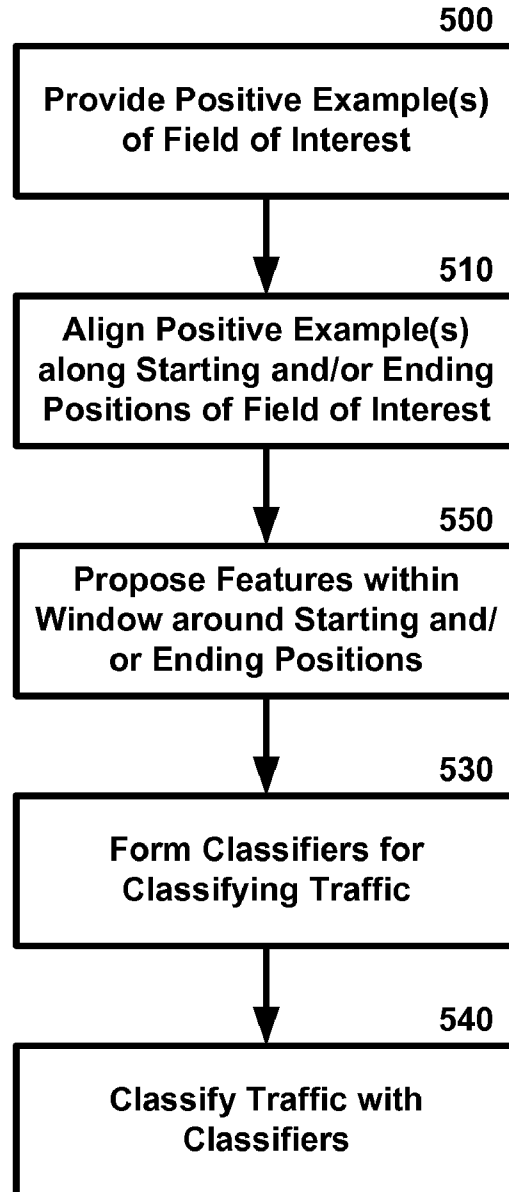 500
Provide Positive Example(s)
of Field of Interest
510
Align Positive Example(s)
along Starting and/or Ending
Positions of Field of Interest
550
Propose Features within
Window around Starting and/
or Ending Positions
530
Form Classifiers for
Classifying Traffic
540
Classify Traffic with
Classifiers